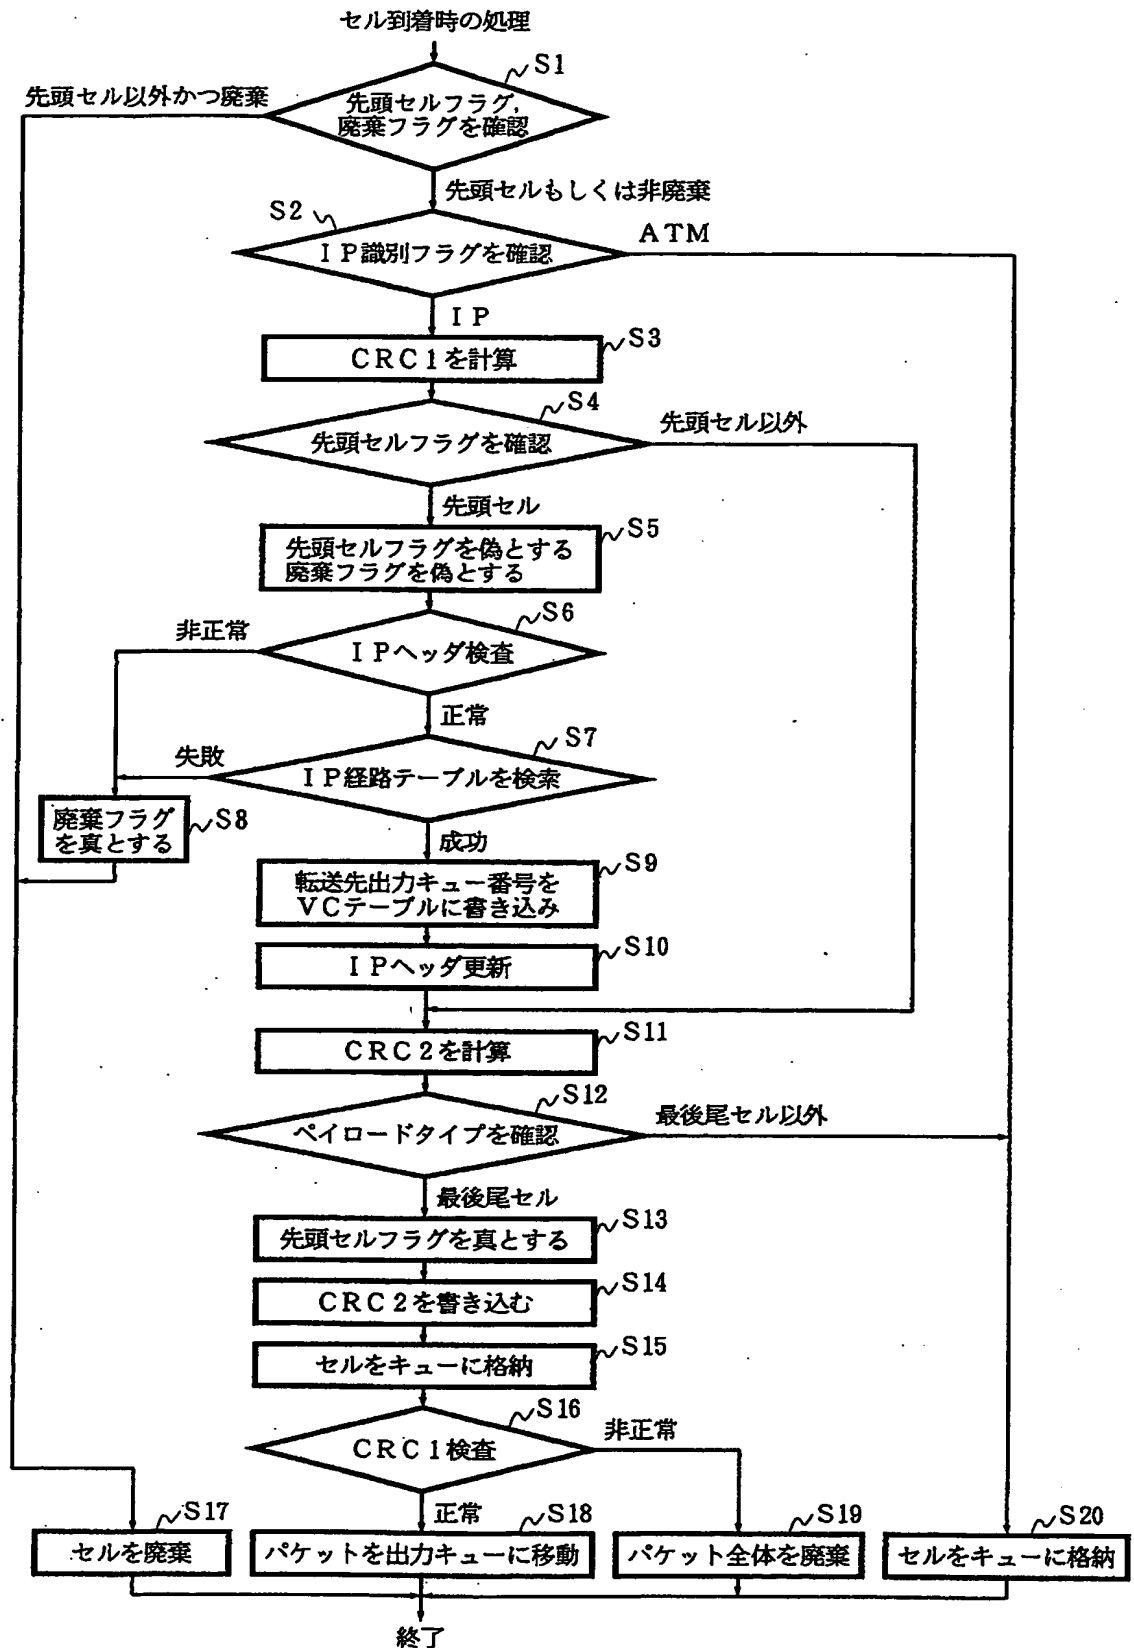 セル到着時の処理
S1
先頭セル以外かつ廃棄
先頭セルフラグ,
廃棄フラグを確認
先頭セルもしくは非廃棄
S2
IP識別フラグを確認
ATM
IP
S3
CRC1を計算
S4
先頭セルフラグを確認
先頭セル以外
先頭セル
S5
先頭セルフラグを偽とする
廃棄フラグを偽とする
S6
非正常
IPヘッダ検査
正常
S7
失敗
IP経路テーブルを検索
廃棄フラグ
を真とする
S8
成功
S9
転送先出力キュー番号を
VCテーブルに書き込み
S10
IPヘッダ更新
S11
CRC2を計算
S12
ペイロードタイプを確認
最後尾セル以外
最後尾セル
S13
先頭セルフラグを真とする
S14
CRC2を書き込む
S15
セルをキューに格納
S16
非正常
CRC1検査
正常
S17
セルを廃棄
S18
パケットを出力キューに移動
S19
パケット全体を廃棄
S20
セルをキューに格納
終了